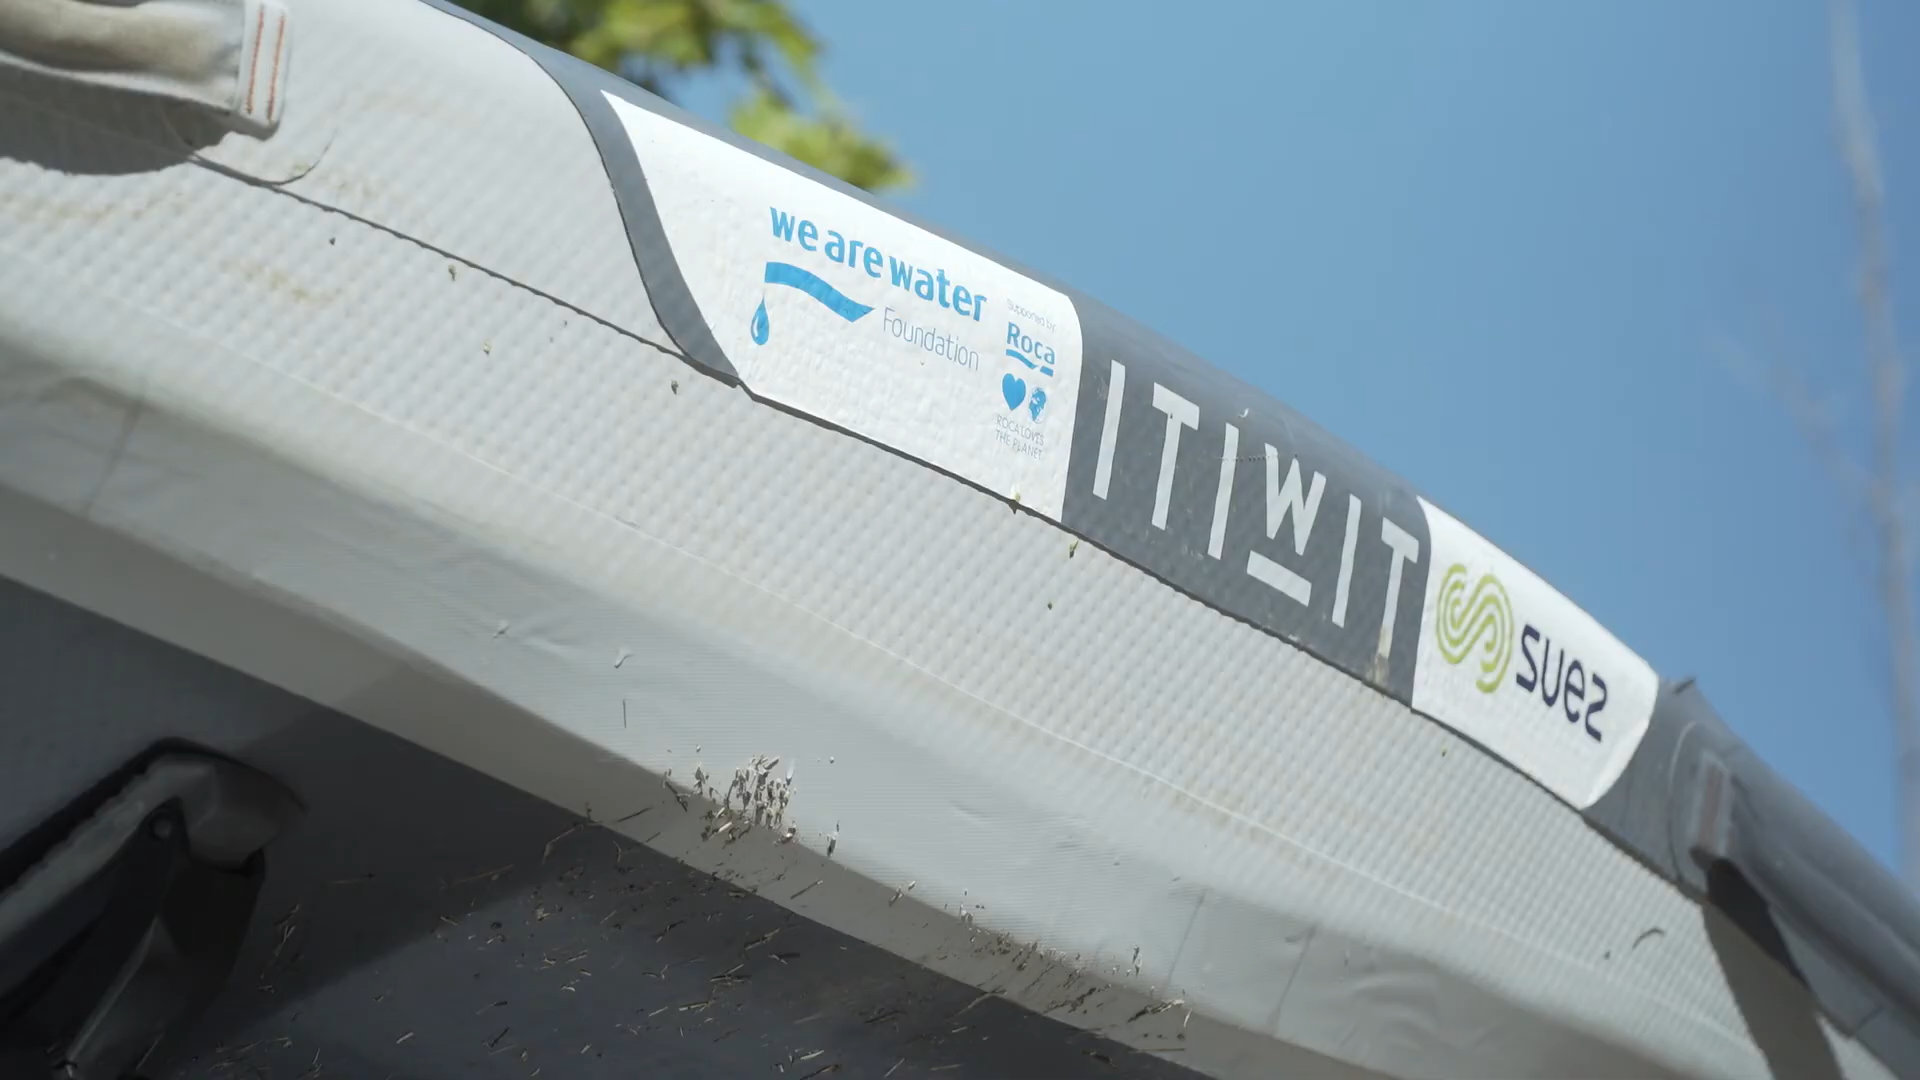 we are water
Foundation
Supported by:
Roca
ROCA LOVES
THE PLANET
ITIWIT
suez